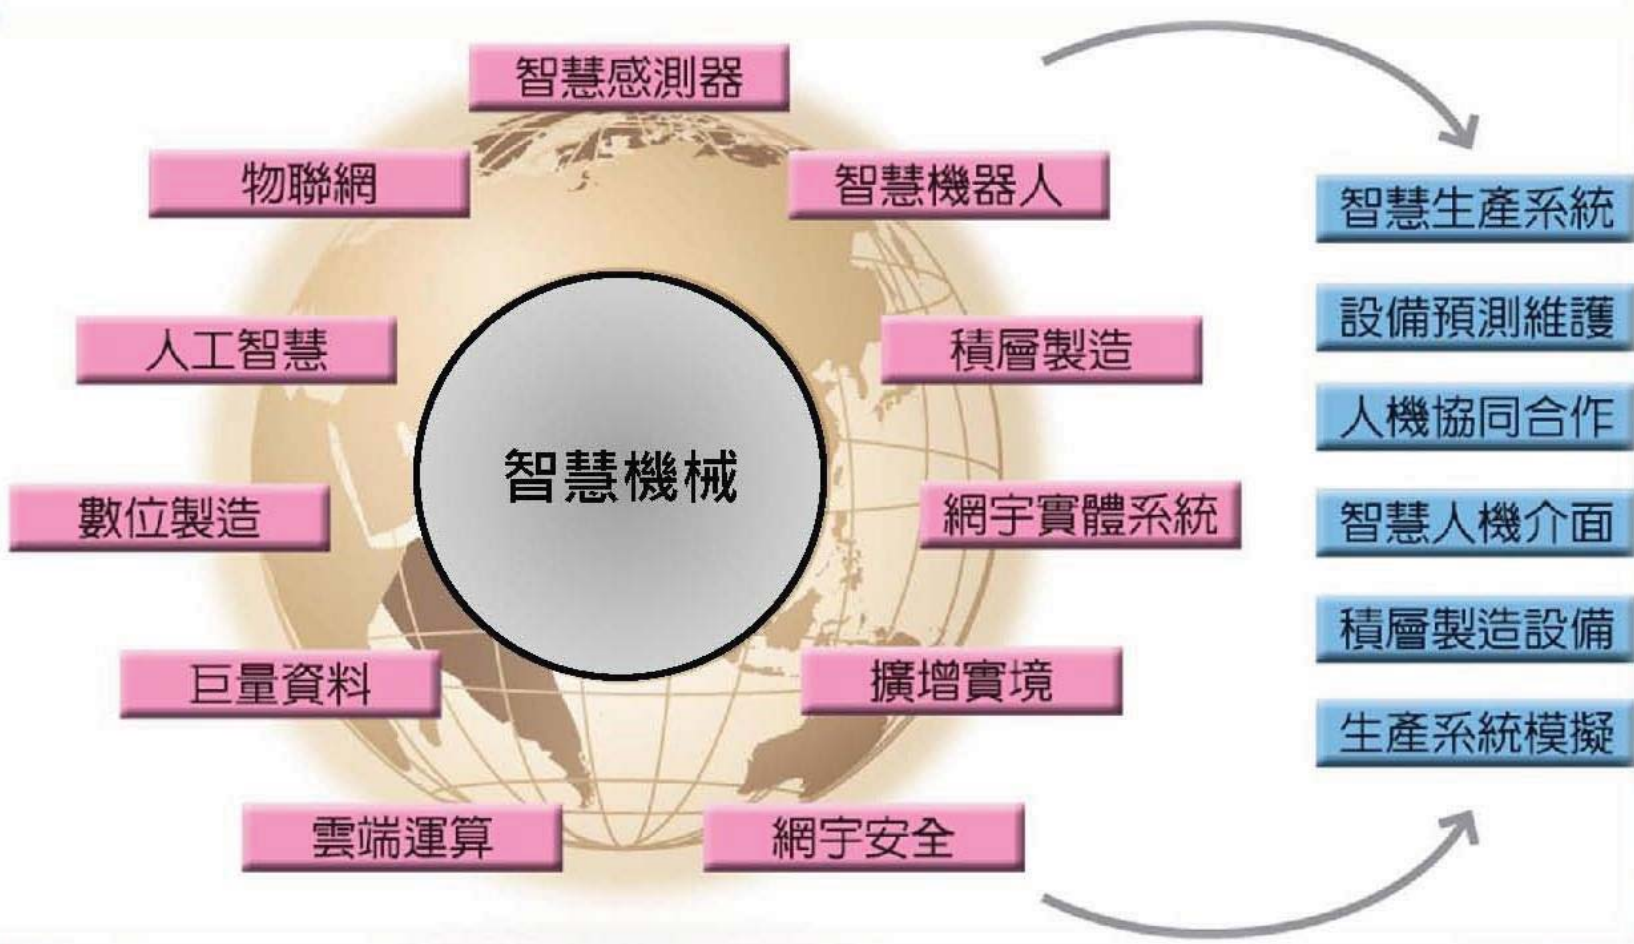 智慧感測器
物聯網
智慧機器人
人工智慧
積層製造
智慧機械
數位製造
網宇實體系統
巨量資料
擴增實境
雲端運算
網宇安全
智慧生產系統
設備預測維護
人機協同合作
智慧人機介面
積層製造設備
生產系統模擬